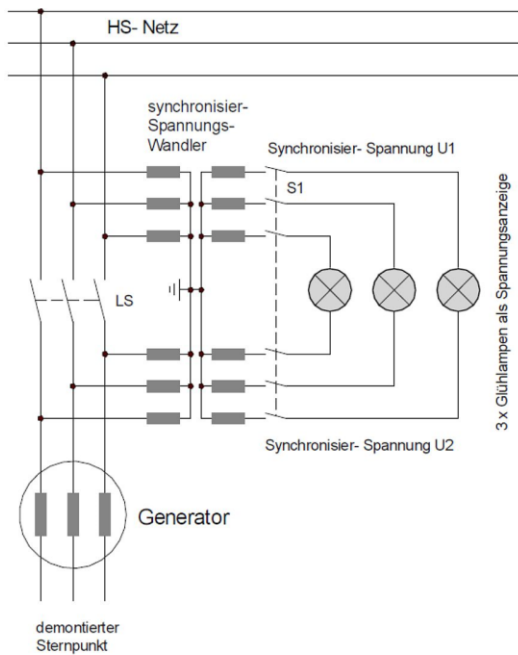 HS- Netz
synchronisier-
Spannungs-
Wandler
Synchronisier- Spannung U1
S1
LS
3 x Glühlampen als Spannungsanzeige
Synchronisier- Spannung U2
Generator
demontierter
Sternpunkt